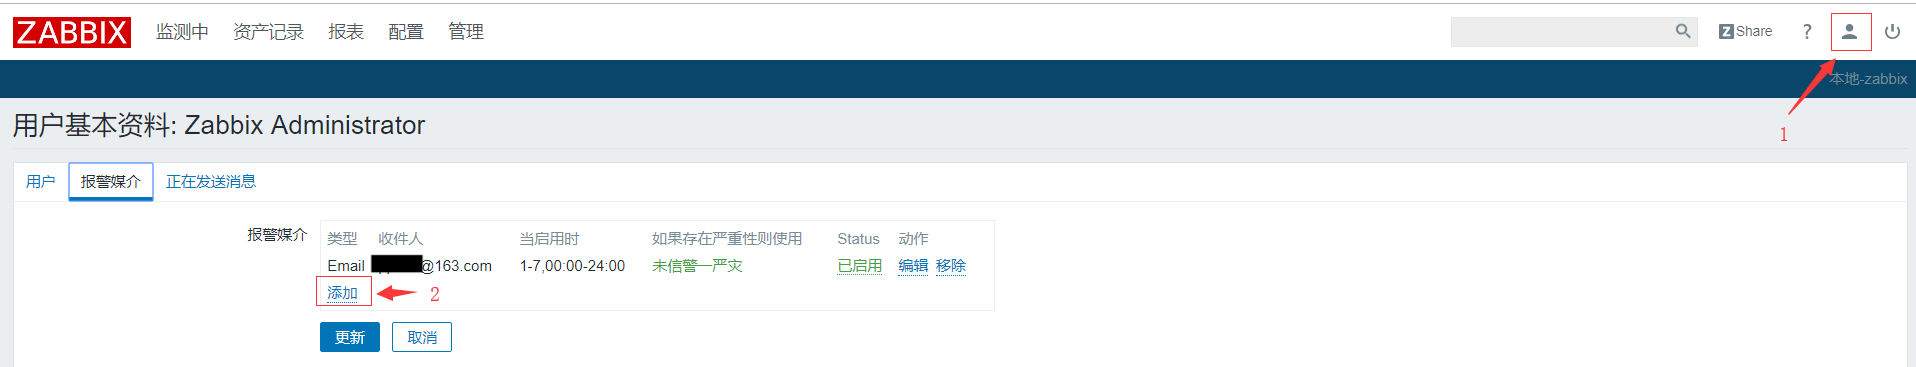 ZABBIX 监测中 资产记录 报表 配置 管理 Z Share ?
本地-zabbix
1
用户基本资料: Zabbix Administrator
用户 报警媒介 正在发送消息
报警媒介 类型 收件人 当启用时 如果存在严重性则使用 Status 动作
Email @163.com 1-7,00:00-24:00 未信警一严灾 已启用 编辑 移除
添加 2
更新 取消